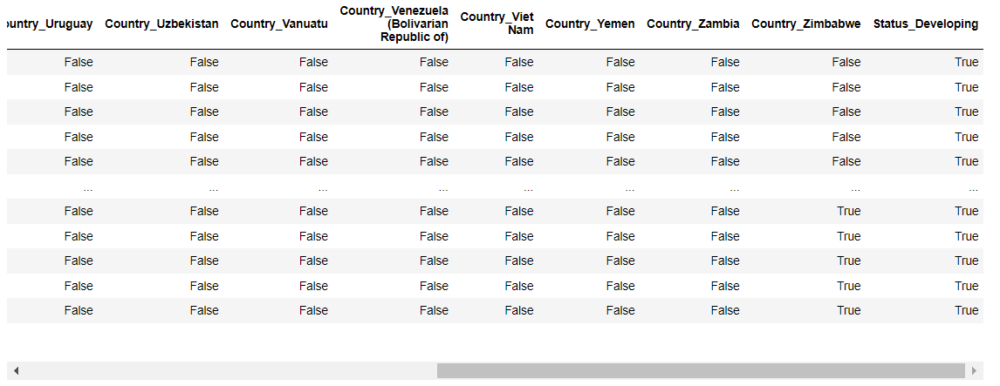 ountry_Uruguay Country_Uzbekistan Country_Vanuatu Country_Venezuela (Bolivarian Republic of) Country_Viet Nam Country_Yemen Country_Zambia Country_Zimbabwe Status_Developing
False False False False False False False False True
False False False False False False False False True
False False False False False False False False True
False False False False False False False False True
False False False False False False False False True
... ... ... ... ... ... ... ... ...
False False False False False False False True True
False False False False False False False True True
False False False False False False False True True
False False False False False False False True True
False False False False False False False True True